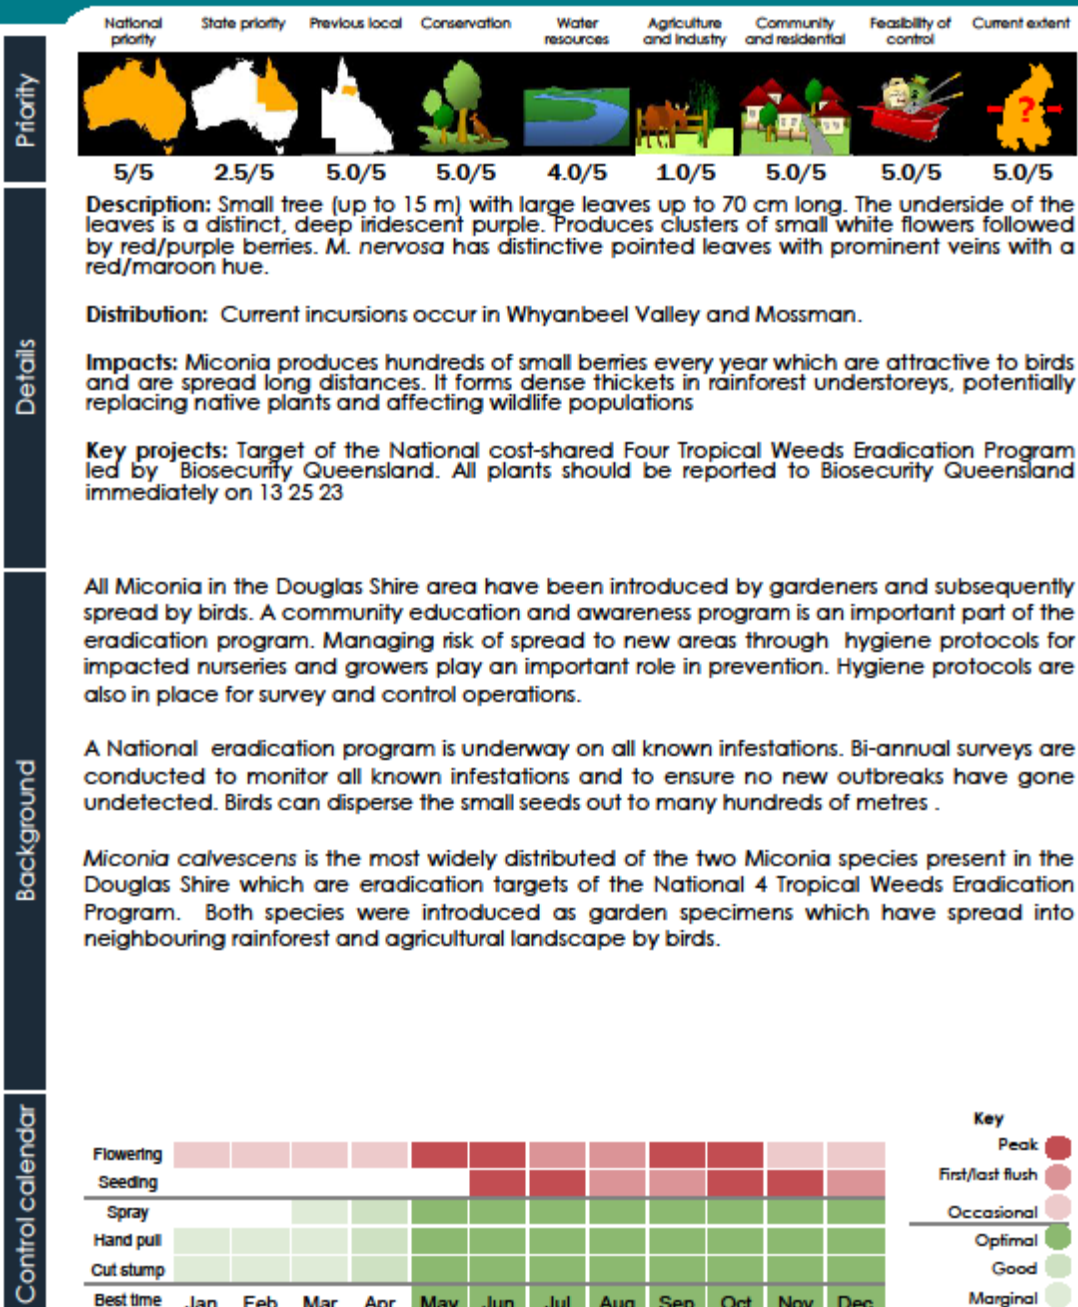 National priority
State priority
Previous local
Conservation
Water resources
Agriculture and industry
Community and residential
Feasibility of control
Current extent
Priority
?
5/5 2.5/5 5.0/5 5.0/5 4.0/5 1.0/5 5.0/5 5.0/5 5.0/5
Details
Description: Small tree (up to 15 m) with large leaves up to 70 cm long. The underside of the
leaves is a distinct, deep iridescent purple. Produces clusters of small white flowers followed
by red/purple berries. M. nervosa has distinctive pointed leaves with prominent veins with a
red/maroon hue.
Distribution: Current incursions occur in Whyanbeel Valley and Mossman.
Impacts: Miconia produces hundreds of small berries every year which are attractive to birds
and are spread long distances. It forms dense thickets in rainforest understoreys, potentially
replacing native plants and affecting wildlife populations
Key projects: Target of the National cost-shared Four Tropical Weeds Eradication Program
led by Biosecurity Queensland. All plants should be reported to Biosecurity Queensland
immediately on 13 25 23
Background
All Miconia in the Douglas Shire area have been introduced by gardeners and subsequently
spread by birds. A community education and awareness program is an important part of the
eradication program. Managing risk of spread to new areas through hygiene protocols for
impacted nurseries and growers play an important role in prevention. Hygiene protocols are
also in place for survey and control operations.
A National eradication program is underway on all known infestations. Bi-annual surveys are
conducted to monitor all known infestations and to ensure no new outbreaks have gone
undetected. Birds can disperse the small seeds out to many hundreds of metres .
Miconia calvescens is the most widely distributed of the two Miconia species present in the
Douglas Shire which are eradication targets of the National 4 Tropical Weeds Eradication
Program. Both species were introduced as garden specimens which have spread into
neighbouring rainforest and agricultural landscape by birds.
Control calendar
Flowering
Seeding
Spray
Hand pull
Cut stump
Best time Jan Feb Mar Apr May Jun Jul Aug Sep Oct Nov Dec
Key
Peak
First/last flush
Occasional
Optimal
Good
Marginal